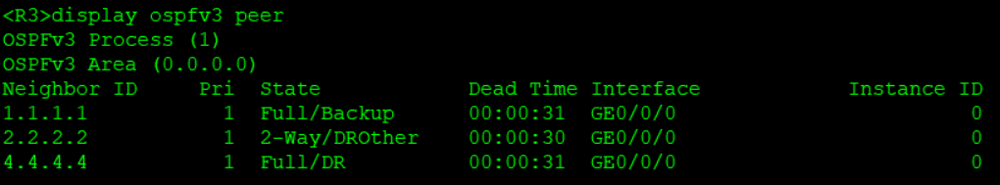 <R3>display ospfv3 peer
OSPFv3 Process (1)
OSPFv3 Area (0.0.0.0)
Neighbor ID Pri State Dead Time Interface Instance ID
1.1.1.1 1 Full/Backup 00:00:31 GE0/0/0 0
2.2.2.2 1 2-Way/DROther 00:00:30 GE0/0/0 0
4.4.4.4 1 Full/DR 00:00:31 GE0/0/0 0